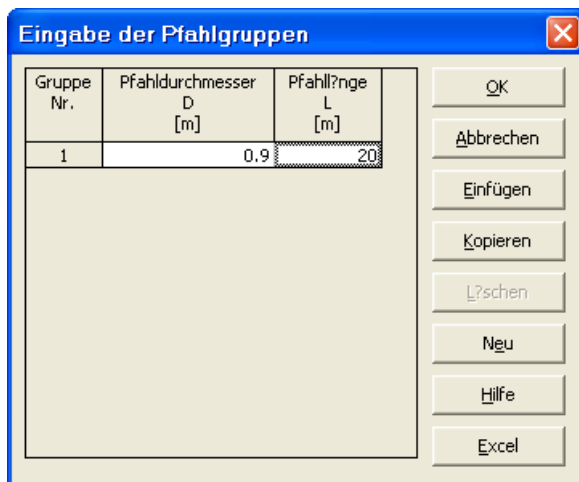 Eingabe der Pfahlgruppen
Gruppe Nr.
Pfahldurchmesser D [m]
Pfahll?nge L [m]
1 0.9 20
OK
Abbrechen
Einfügen
Kopieren
L?schen
Neu
Hilfe
Excel